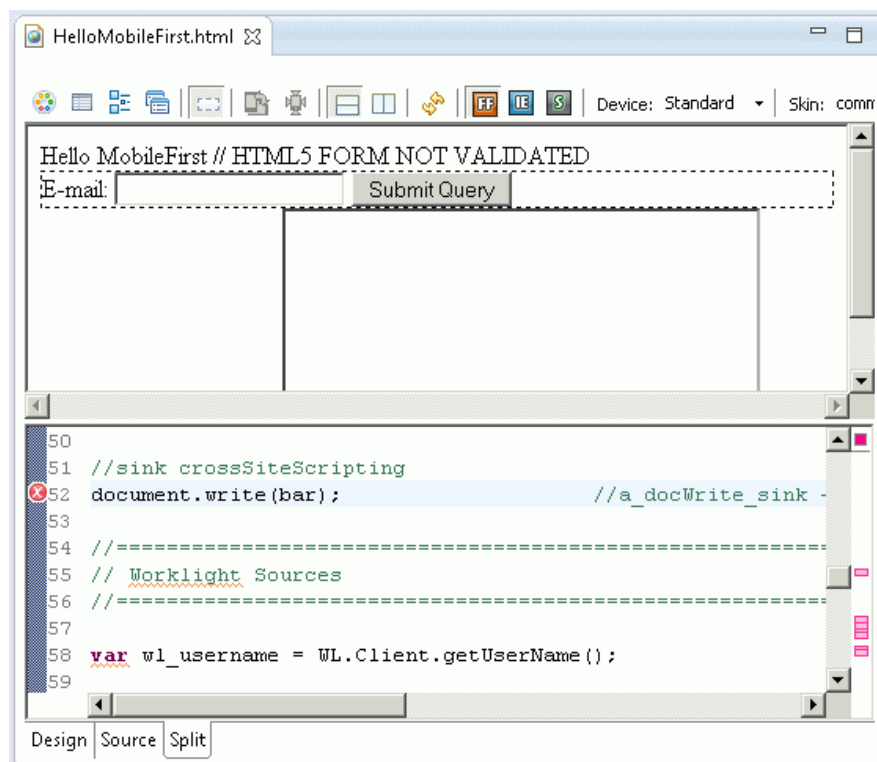 HelloMobileFirst.html
FF IE S Device: Standard Skin: comm
Hello MobileFirst // HTML5 FORM NOT VALIDATED
E-mail: Submit Query
50
51 //sink crossSiteScripting
52 document.write(bar); //a_docWrite_sink -
53
54 //==========================================================
55 // Worklight Sources
56 //==========================================================
57
58 var wl_username = WL.Client.getUserName();
59
Design Source Split